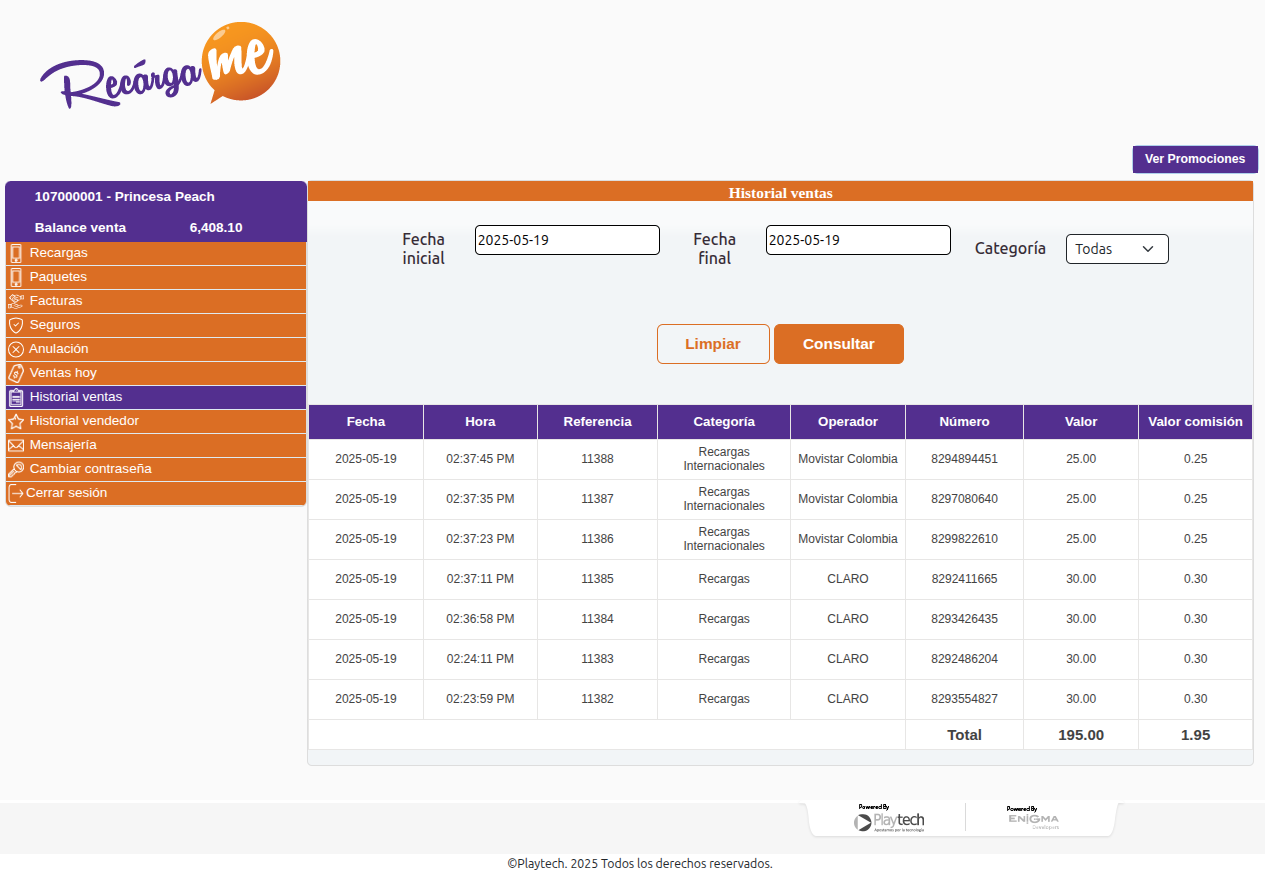 Recárga me
Ver Promociones
107000001 - Princesa Peach
Balance venta 6,408.10
Recargas
Paquetes
Facturas
Seguros
Anulación
Ventas hoy
Historial ventas
Historial vendedor
Mensajería
Cambiar contraseña
Cerrar sesión
Historial ventas
Fecha inicial 2025-05-19 Fecha final 2025-05-19 Categoría Todas
Limpiar Consultar
Fecha Hora Referencia Categoría Operador Número Valor Valor comisión
2025-05-19 02:37:45 PM 11388 Recargas Internacionales Movistar Colombia 8294894451 25.00 0.25
2025-05-19 02:37:35 PM 11387 Recargas Internacionales Movistar Colombia 8297080640 25.00 0.25
2025-05-19 02:37:23 PM 11386 Recargas Internacionales Movistar Colombia 8299822610 25.00 0.25
2025-05-19 02:37:11 PM 11385 Recargas CLARO 8292411665 30.00 0.30
2025-05-19 02:36:58 PM 11384 Recargas CLARO 8293426435 30.00 0.30
2025-05-19 02:24:11 PM 11383 Recargas CLARO 8292486204 30.00 0.30
2025-05-19 02:23:59 PM 11382 Recargas CLARO 8293554827 30.00 0.30
Total 195.00 1.95
Powered By
Playtech
Apostamos por la tecnología
Powered By
ENIGMA
Developers
©Playtech. 2025 Todos los derechos reservados.